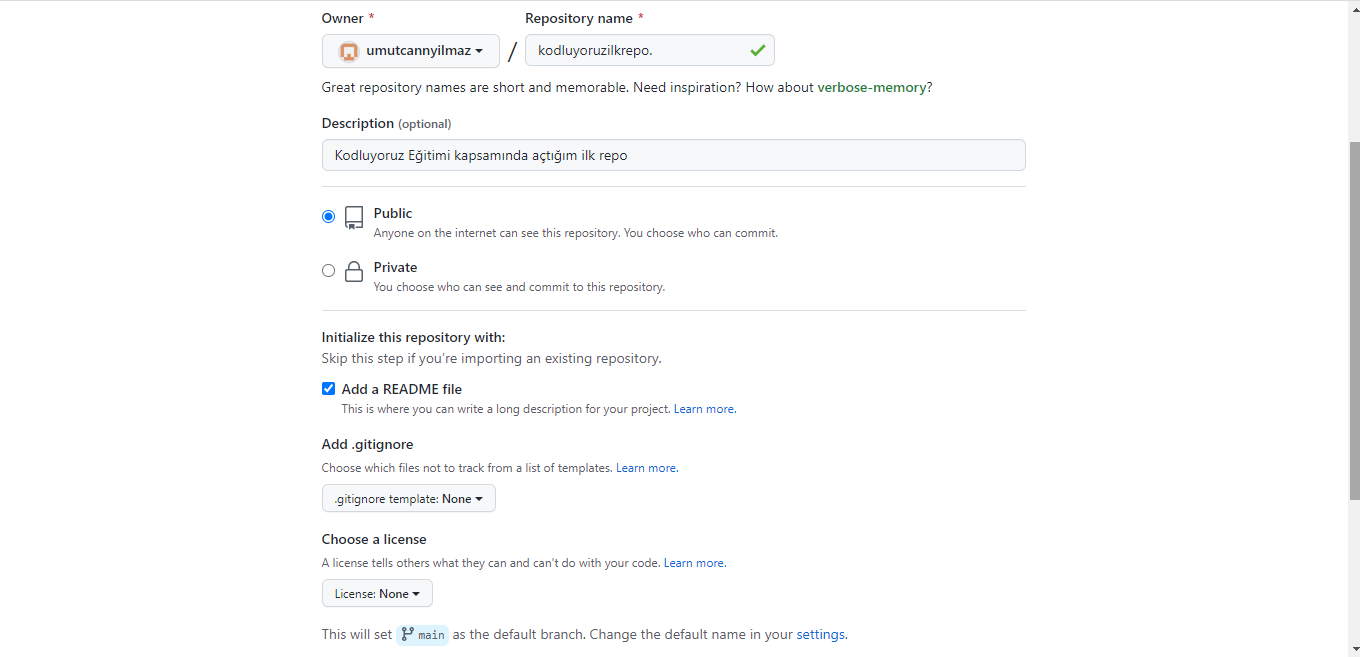 Owner * Repository name *
umutcannyilmaz / kodluyoruzilkrepo.
Great repository names are short and memorable. Need inspiration? How about verbose-memory?
Description (optional)
Kodluyoruz Eğitimi kapsamında açtığım ilk repo
Public
Anyone on the internet can see this repository. You choose who can commit.
Private
You choose who can see and commit to this repository.
Initialize this repository with:
Skip this step if you're importing an existing repository.
Add a README file
This is where you can write a long description for your project. Learn more.
Add .gitignore
Choose which files not to track from a list of templates. Learn more.
.gitignore template: None
Choose a license
A license tells others what they can and can't do with your code. Learn more.
License: None
This will set main as the default branch. Change the default name in your settings.